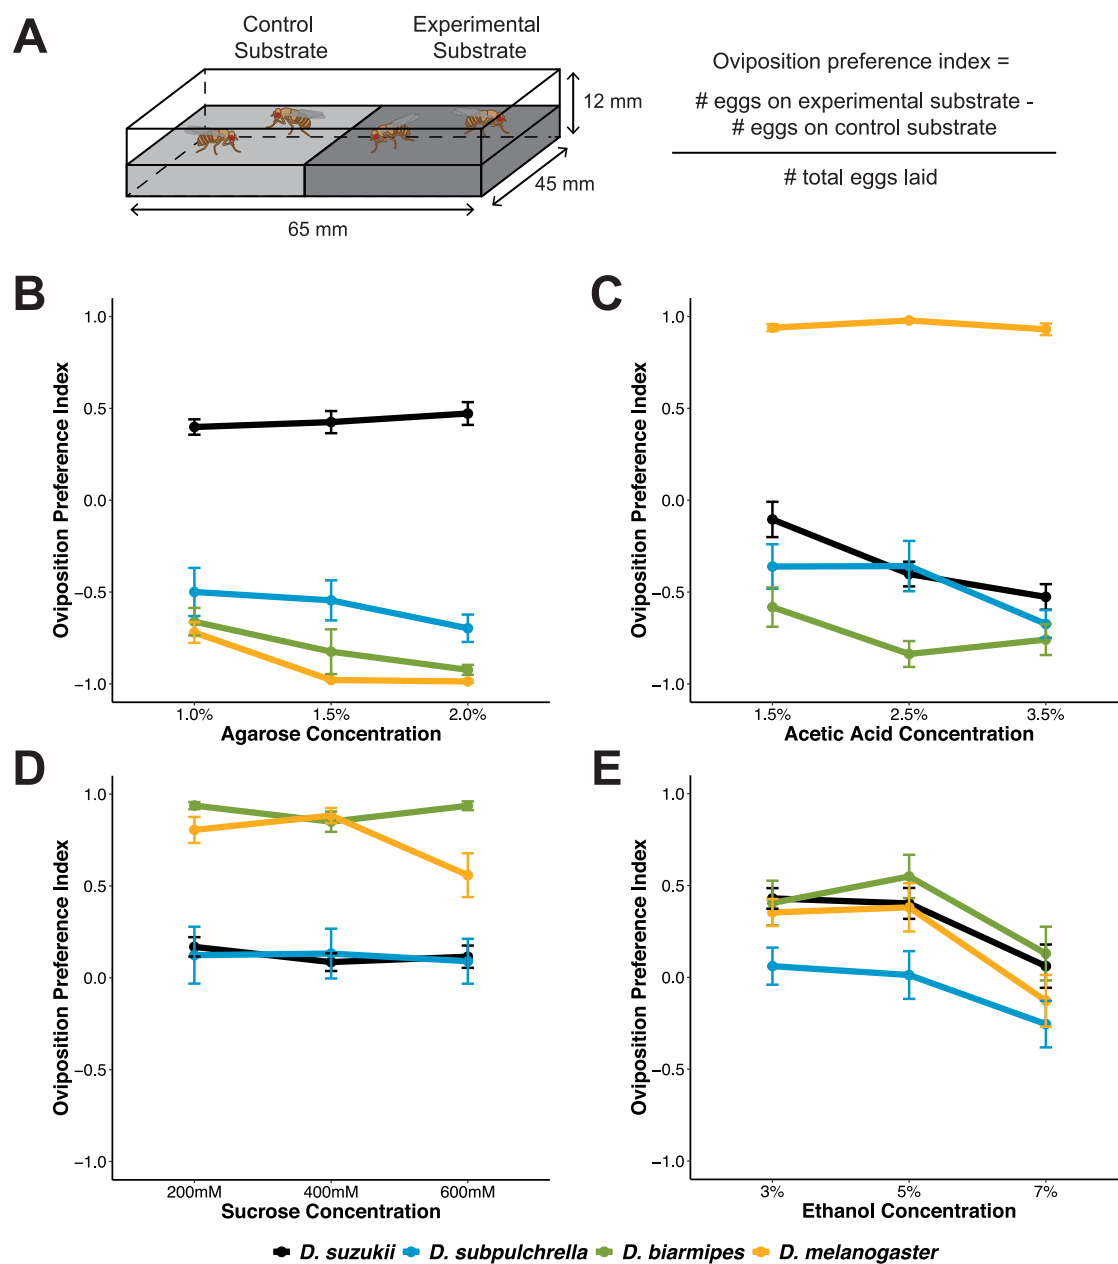 A
Control
Substrate
Experimental
Substrate
12 mm
45 mm
65 mm
Oviposition preference index =
# eggs on experimental substrate -
# eggs on control substrate
# total eggs laid
B
Oviposition Preference Index
1.0
0.5
0.0
−0.5
−1.0
1.0%
1.5%
2.0%
Agarose Concentration
C
Oviposition Preference Index
1.0
0.5
0.0
−0.5
−1.0
1.5%
2.5%
3.5%
Acetic Acid Concentration
D
Oviposition Preference Index
1.0
0.5
0.0
−0.5
−1.0
200mM
400mM
600mM
Sucrose Concentration
E
Oviposition Preference Index
1.0
0.5
0.0
−0.5
−1.0
3%
5%
7%
Ethanol Concentration
D. suzukii
D. subpulchrella
D. biarmipes
D. melanogaster